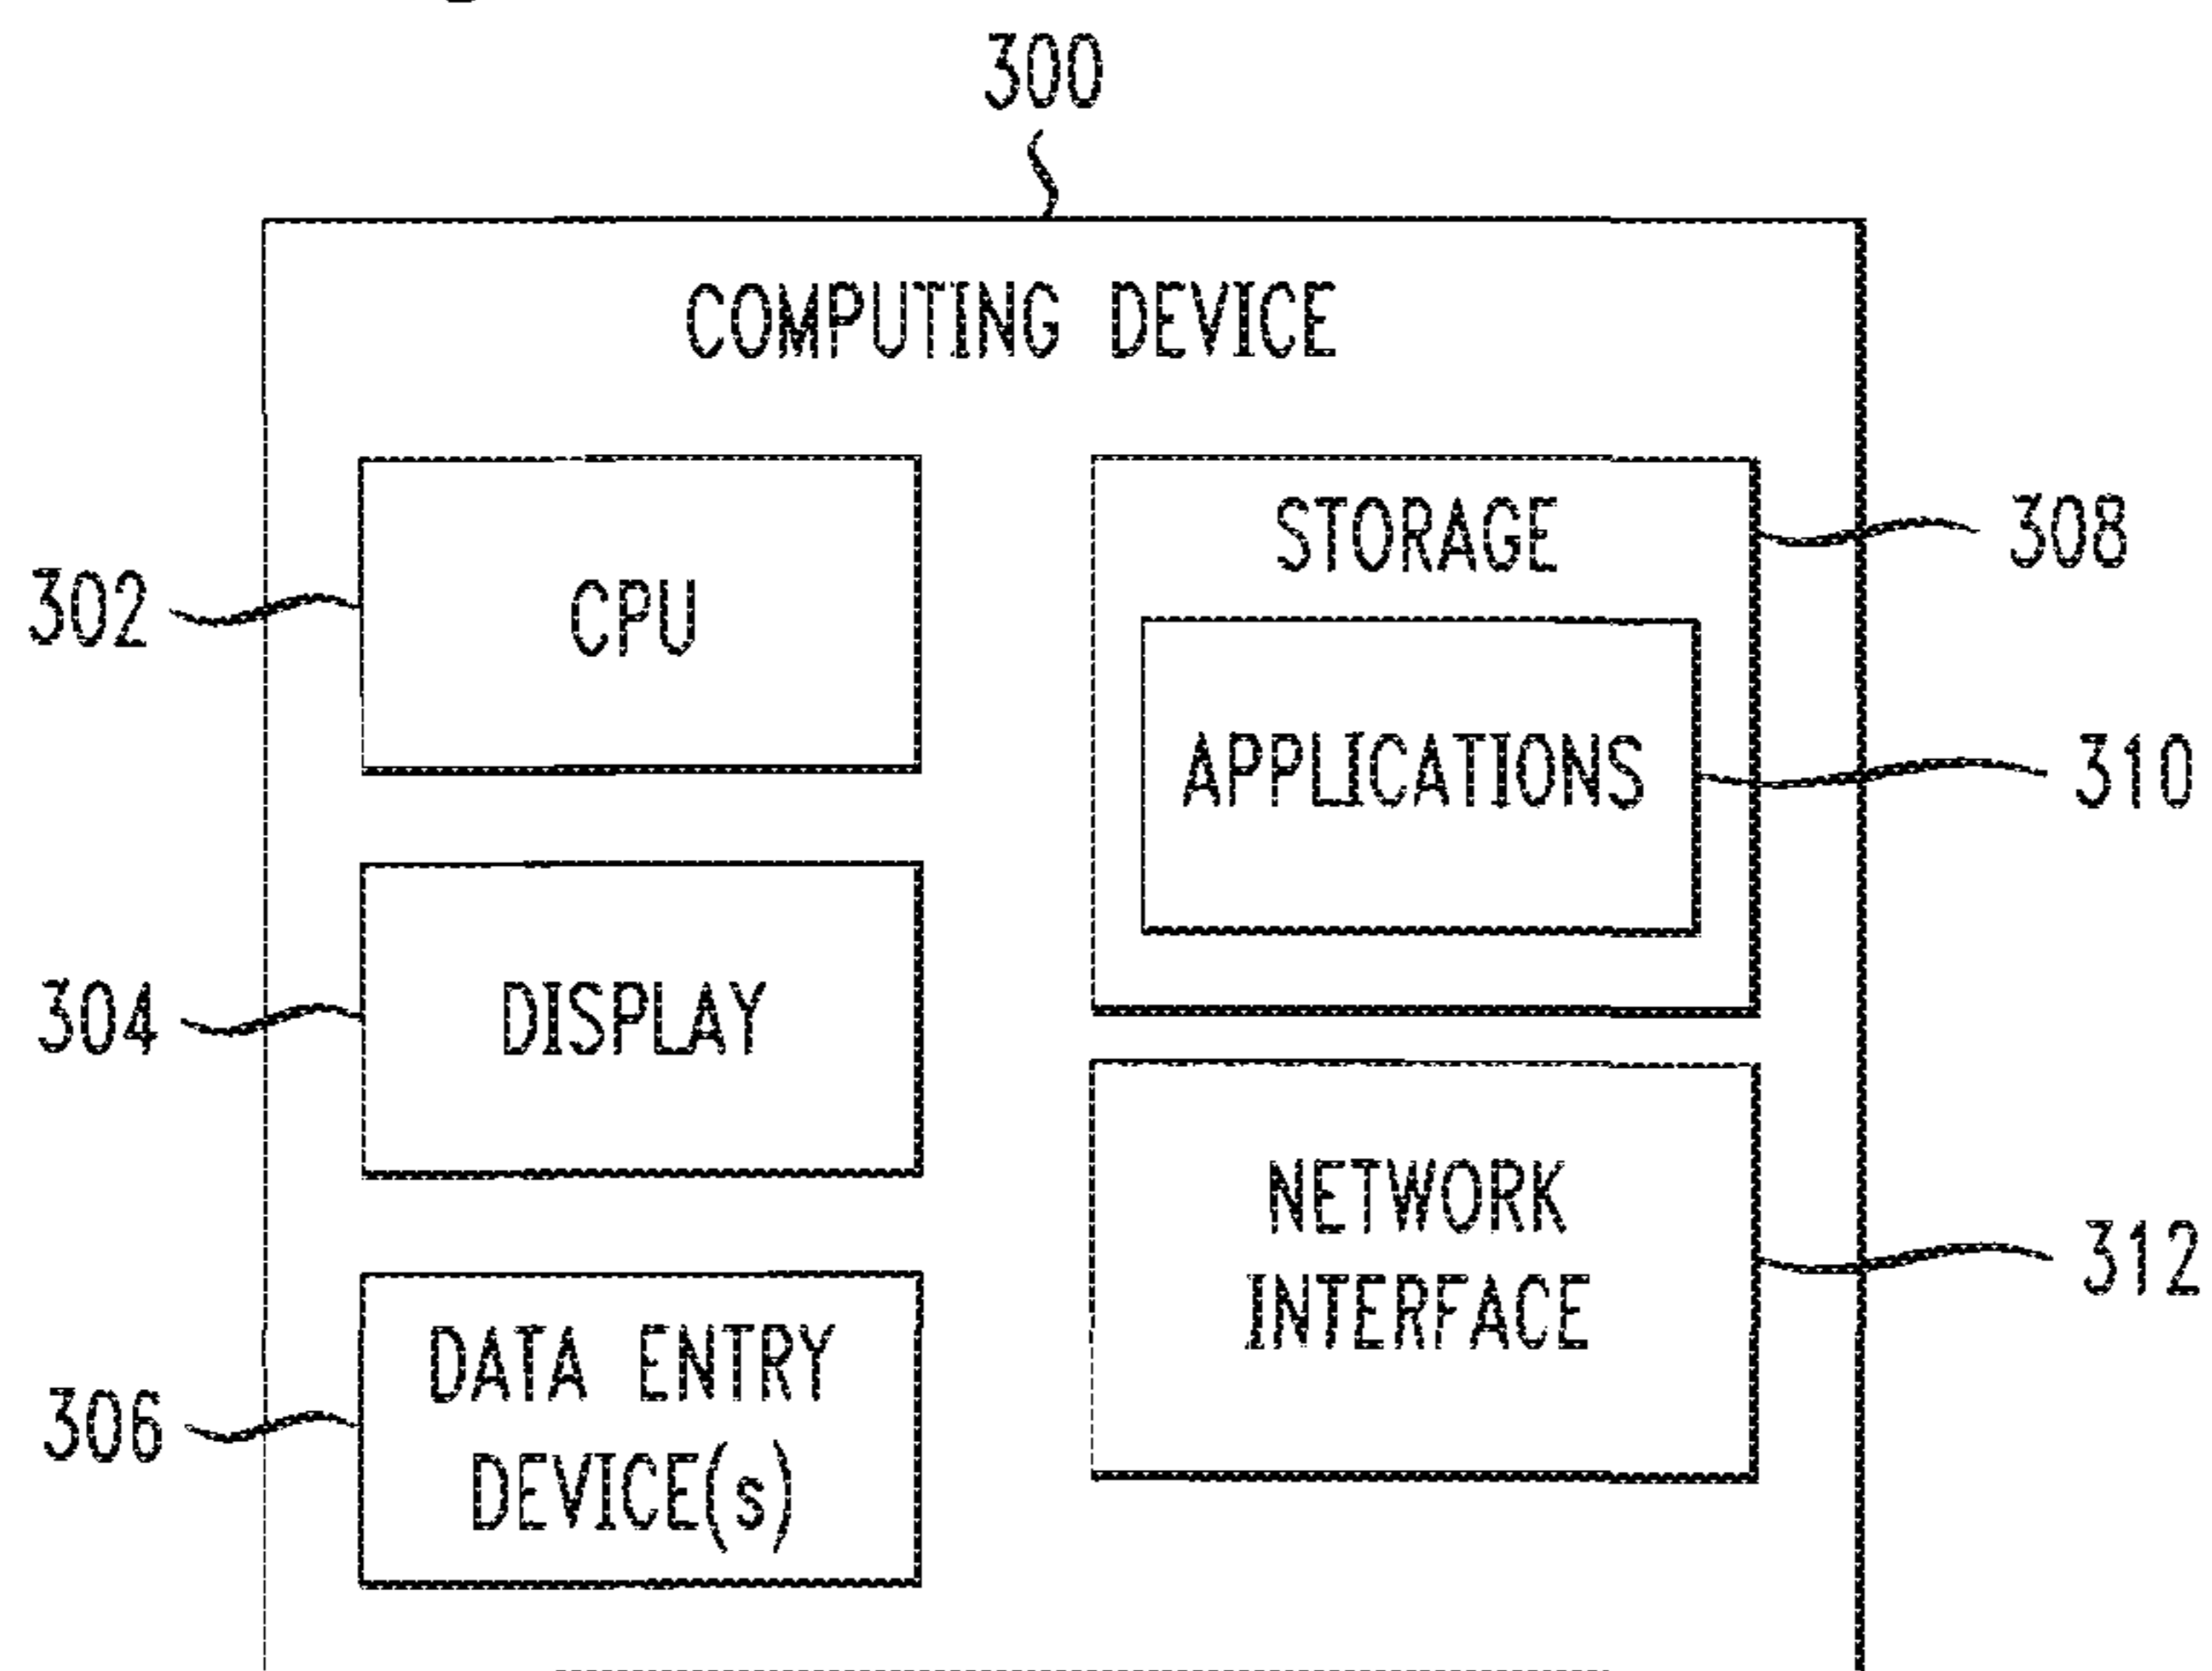 300
COMPUTING DEVICE
302
CPU
304
DISPLAY
306
DATA ENTRY
DEVICE(s)
STORAGE
308
APPLICATIONS
310
NETWORK
INTERFACE
312